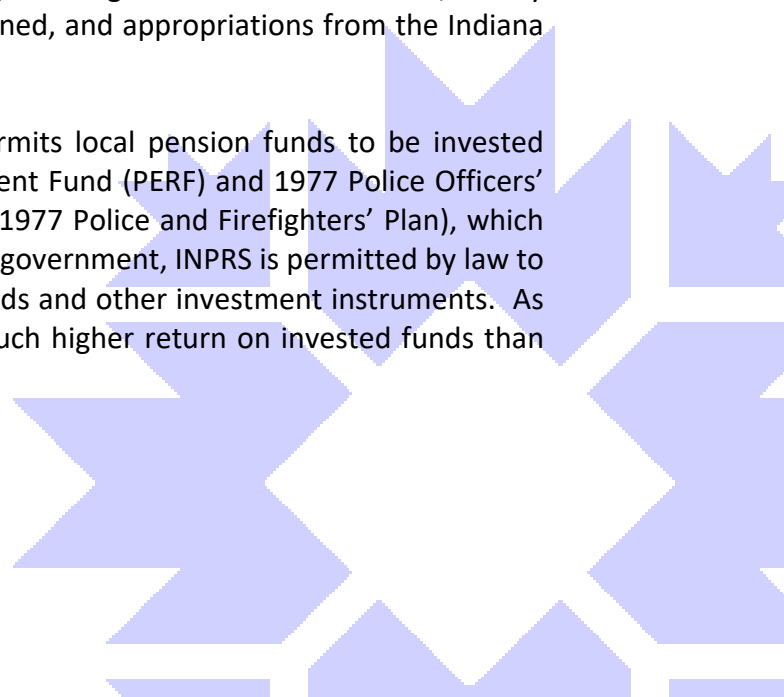 ned, and appropriations from the Indiana
rmits local pension funds to be invested
ent Fund (PERF) and 1977 Police Officers’
1977 Police and Firefighters’ Plan), which
government, INPRS is permitted by law to
ds and other investment instruments. As
uch higher return on invested funds than